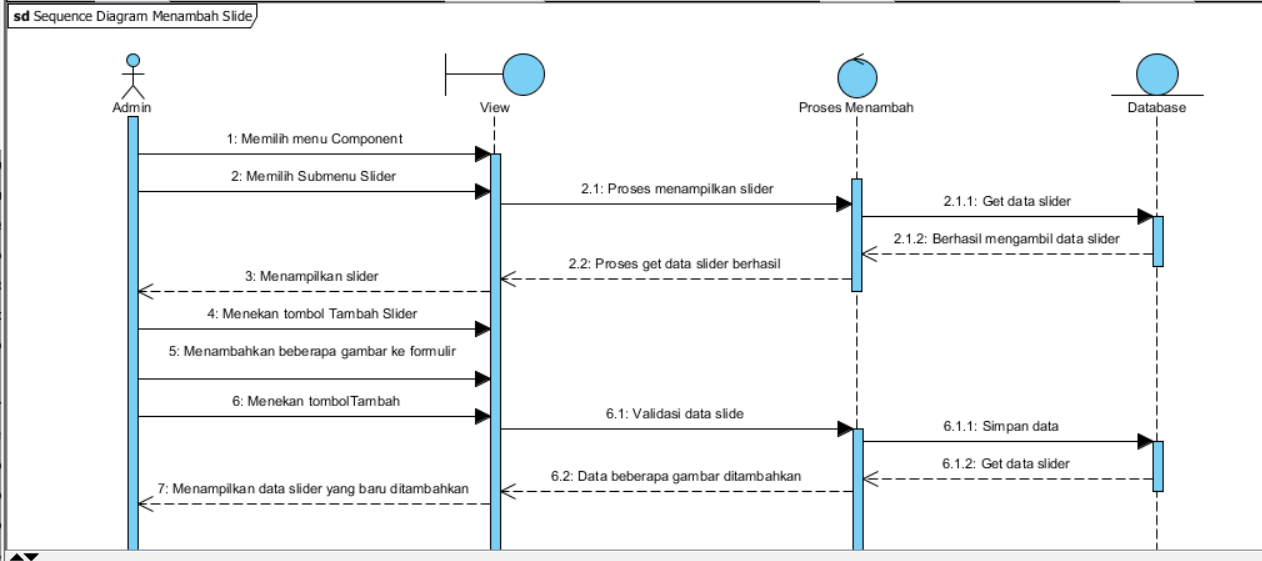 sd Sequence Diagram Menambah Slide
Admin
View
Proses Menambah
Database
1: Memilih menu Component
2: Memilih Submenu Slider
2.1: Proses menampilkan slider
2.1.1: Get data slider
2.1.2: Berhasil mengambil data slider
2.2: Proses get data slider berhasil
3: Menampilkan slider
4: Menekan tombol Tambah Slider
5: Menambahkan beberapa gambar ke formulir
6: Menekan tombolTambah
6.1: Validasi data slide
6.1.1: Simpan data
6.1.2: Get data slider
6.2: Data beberapa gambar ditambahkan
7: Menampilkan data slider yang baru ditambahkan